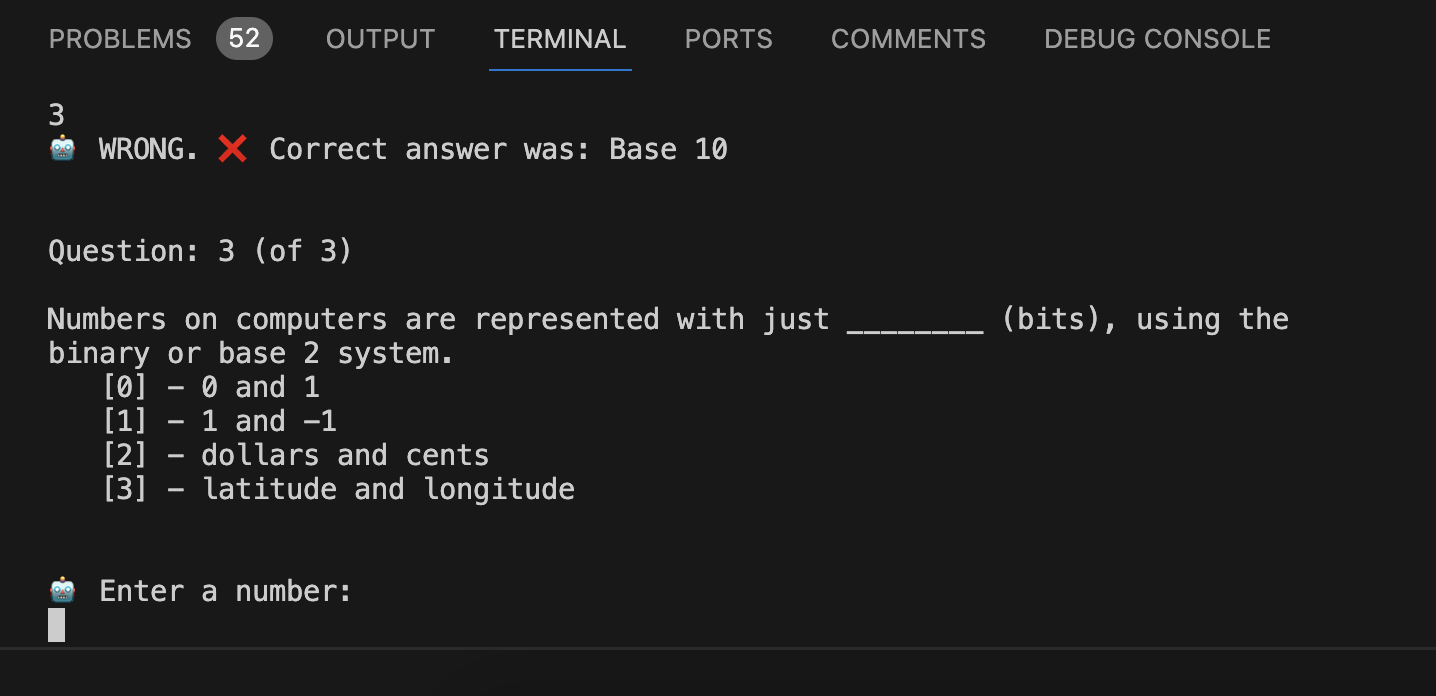 PROBLEMS 52 OUTPUT TERMINAL PORTS COMMENTS DEBUG CONSOLE
3
🤖 WRONG. ❌ Correct answer was: Base 10
Question: 3 (of 3)
Numbers on computers are represented with just ________ (bits), using the
binary or base 2 system.
[0] – 0 and 1
[1] – 1 and –1
[2] – dollars and cents
[3] – latitude and longitude
🤖 Enter a number: